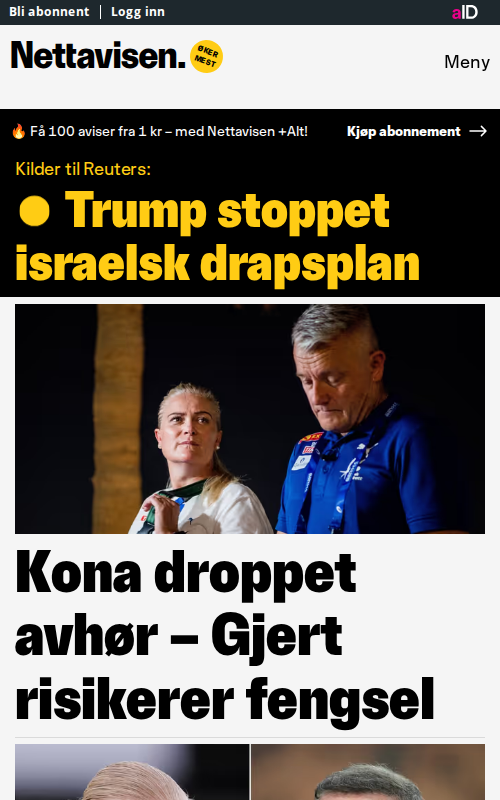 Bli abonnent | Logg inn
aID
Nettavisen.
ØKER
MEST
Meny
🔥 Få 100 aviser fra 1 kr – med Nettavisen +Alt!
Kjøp abonnement →
Kilder til Reuters:
Trump stoppet
israelsk drapsplan
Kona droppet
avhør – Gjert
risikerer fengsel